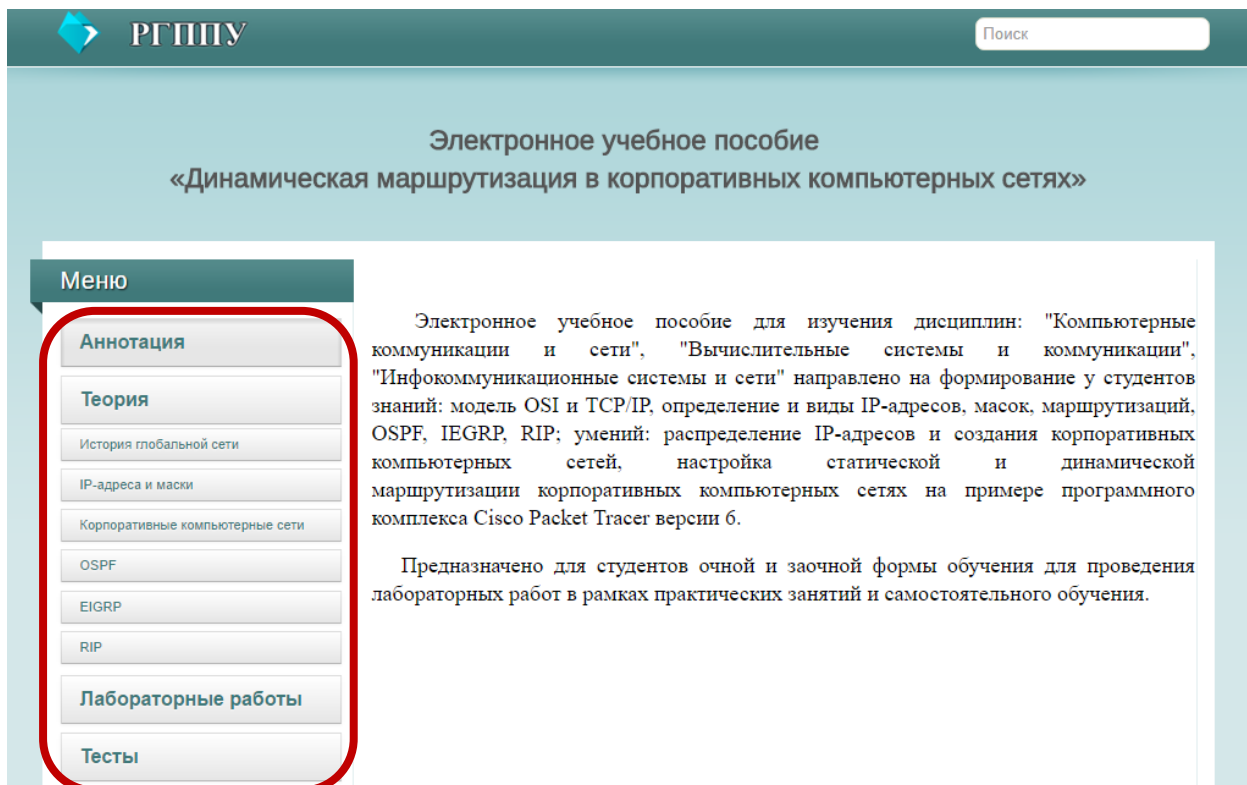 РГППУ
Поиск
Электронное учебное пособие
«Динамическая маршрутизация в корпоративных компьютерных сетях»
Меню
Аннотация
Теория
История глобальной сети
IP-адреса и маски
Корпоративные компьютерные сети
OSPF
EIGRP
RIP
Лабораторные работы
Тесты
Электронное учебное пособие для изучения дисциплин: "Компьютерные
коммуникации и сети", "Вычислительные системы и коммуникации",
"Инфокоммуникационные системы и сети" направлено на формирование у студентов
знаний: модель OSI и TCP/IP, определение и виды IP-адресов, масок, маршрутизаций,
OSPF, IEGRP, RIP; умений: распределение IP-адресов и создания корпоративных
компьютерных сетей, настройка статической и динамической
маршрутизации корпоративных компьютерных сетях на примере программного
комплекса Cisco Packet Tracer версии 6.
Предназначено для студентов очной и заочной формы обучения для проведения
лабораторных работ в рамках практических занятий и самостоятельного обучения.